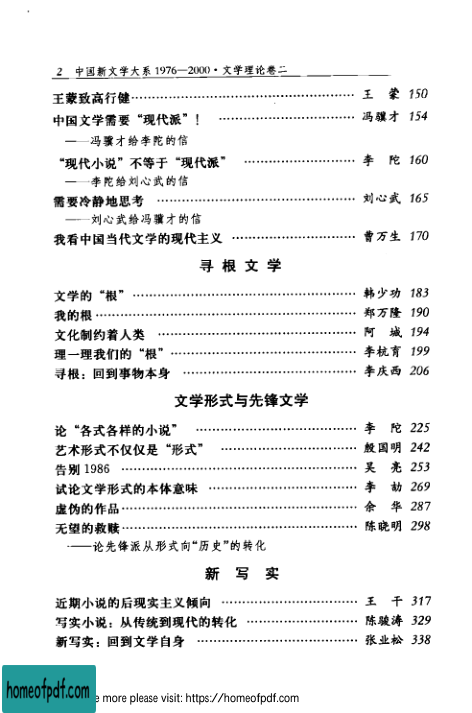 2 中国新文学大系 1976—2000·文学理论卷二
王蒙致高行健…………………………………… 王 蒙 150
中国文学需要“现代派”! …………………… 冯骥才 154
——冯骥才给李陀的信
“现代小说”不等于“现代派” ……………… 李 陀 160
——李陀给刘心武的信
需要冷静地思考 ……………………………… 刘心武 165
——刘心武给冯骥才的信
我看中国当代文学的现代主义 ……………… 曹万生 170
寻根文学
文学的“根” …………………………………… 韩少功 183
我的根…………………………………………… 郑万隆 190
文化制约着人类 ……………………………… 阿 城 194
理一理我们的“根”…………………………… 李杭育 199
寻根:回到事物本身 ………………………… 李庆西 206
文学形式与先锋文学
论“各式各样的小说” ………………………… 李 陀 225
艺术形式不仅仅是“形式” …………………… 殷国明 242
告别 1986 ……………………………………… 吴 亮 253
试论文学形式的本体意味 …………………… 李 劼 269
虚伪的作品……………………………………… 余 华 287
无望的救赎……………………………………… 陈晓明 298
——论先锋派从形式向“历史”的转化
新写实
近期小说的后现实主义倾向 ………………… 王 干 317
写实小说:从传统到现代的转化 …………… 陈骏涛 329
新写实:回到文学自身 ……………………… 张业松 338
homeofpdf.com
e more please visit: https://homeofpdf.com